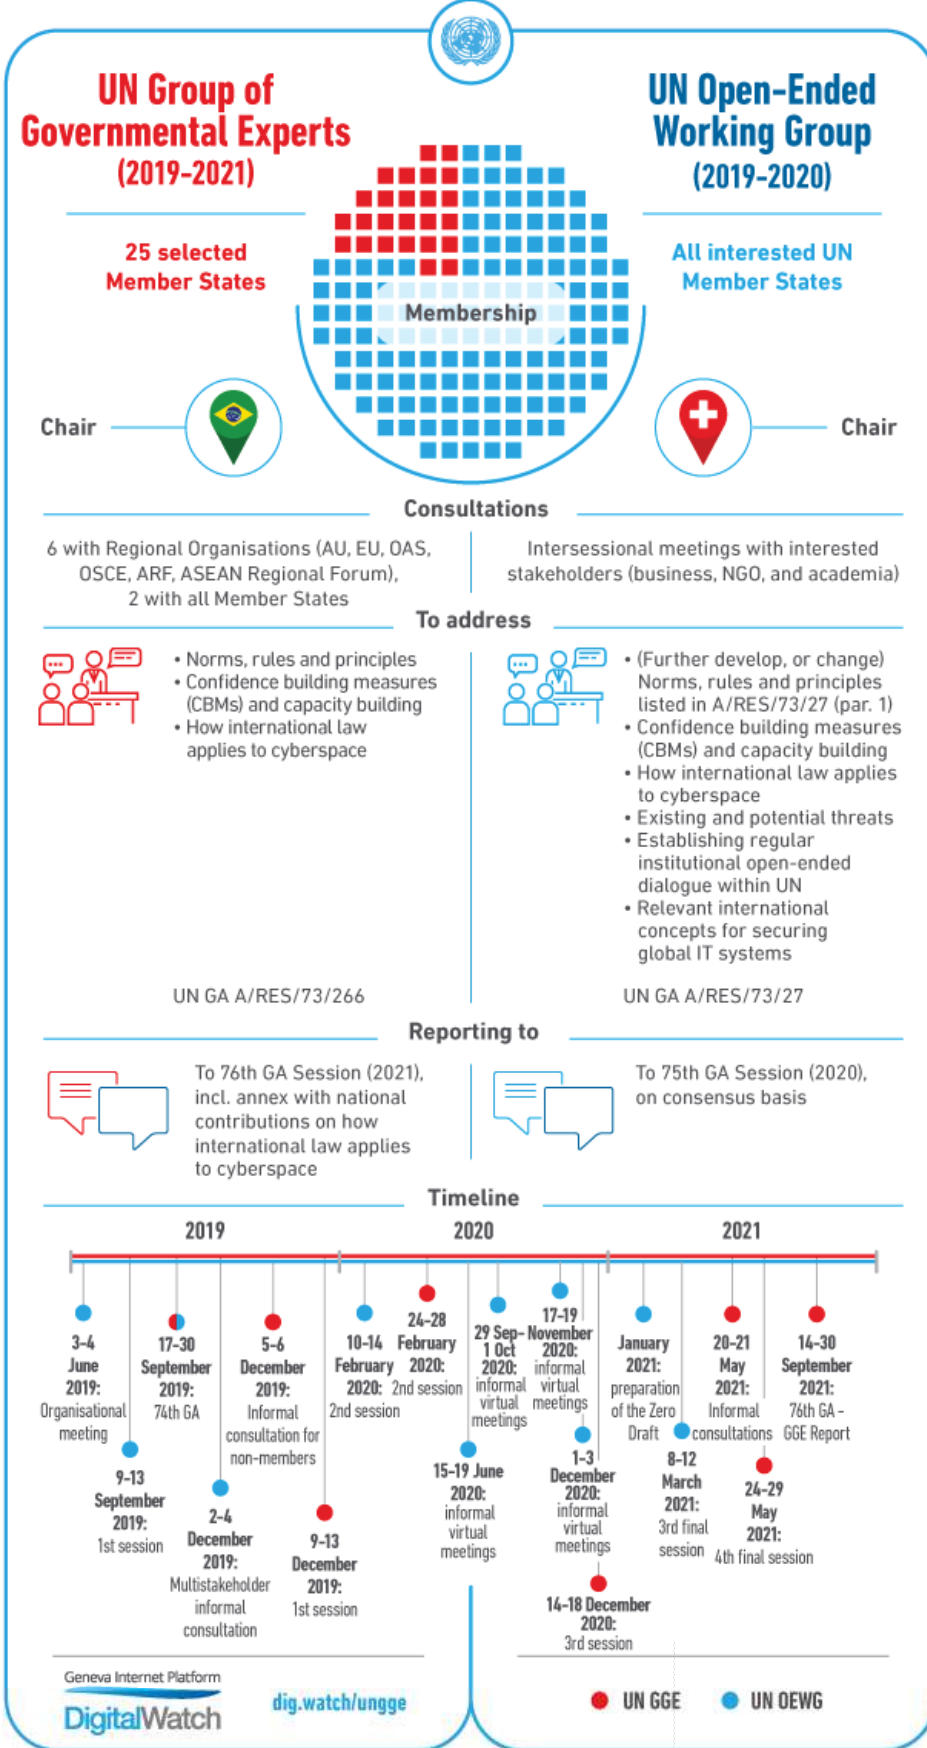 UN Group of
Governmental Experts
(2019-2021)
25 selected
Member States
UN Open-Ended
Working Group
(2019-2020)
All interested UN
Member States
Membership
Chair
Chair
Consultations
6 with Regional Organisations (AU, EU, OAS,
OSCE, ARF, ASEAN Regional Forum),
2 with all Member States
Intersessional meetings with interested
stakeholders (business, NGO, and academia)
To address
• Norms, rules and principles
• Confidence building measures
(CBMs) and capacity building
• How international law
applies to cyberspace
• (Further develop, or change)
Norms, rules and principles
listed in A/RES/73/27 (par. 1)
• Confidence building measures
(CBMs) and capacity building
• How international law applies
to cyberspace
• Existing and potential threats
• Establishing regular
institutional open-ended
dialogue within UN
• Relevant international
concepts for securing
global IT systems
UN GA A/RES/73/266
UN GA A/RES/73/27
Reporting to
To 76th GA Session (2021),
incl. annex with national
contributions on how
international law applies
to cyberspace
To 75th GA Session (2020),
on consensus basis
Timeline
2019
2020
2021
3-4
June
2019:
Organisational
meeting
9-13
September
2019:
1st session
17-30
September
2019:
74th GA
2-4
December
2019:
Multistakeholder
informal
consultation
5-6
December
2019:
Informal
consultation for
non-members
9-13
December
2019:
1st session
10-14
February
2020:
2nd session
24-28
February
2020:
2nd session
15-19 June
2020:
informal
virtual
meetings
29 Sep-
1 Oct
2020:
informal
virtual
meetings
17-19
November
2020:
informal
virtual
meetings
1-3
December
2020:
informal
virtual
meetings
14-18 December
2020:
3rd session
January
2021:
preparation
of the Zero
Draft
8-12
March
2021:
3rd final
session
20-21
May
2021:
Informal
consultations
24-29
May
2021:
4th final session
14-30
September
2021:
76th GA -
GGE Report
Geneva Internet Platform
DigitalWatch
dig.watch/ungge
UN GGE
UN OEWG